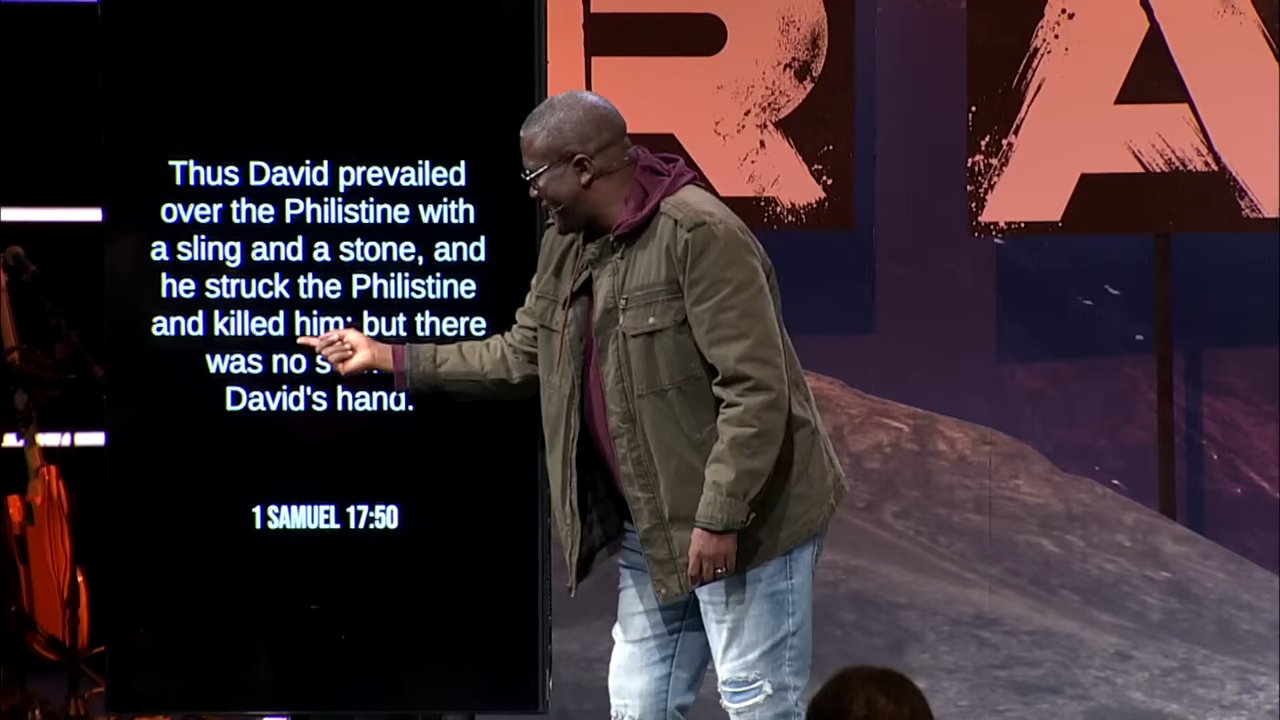 Thus David prevailed
over the Philistine with
a sling and a stone, and
he struck the Philistine
and killed him; but there
was no
David's hand.
1 SAMUEL 17:50
RA